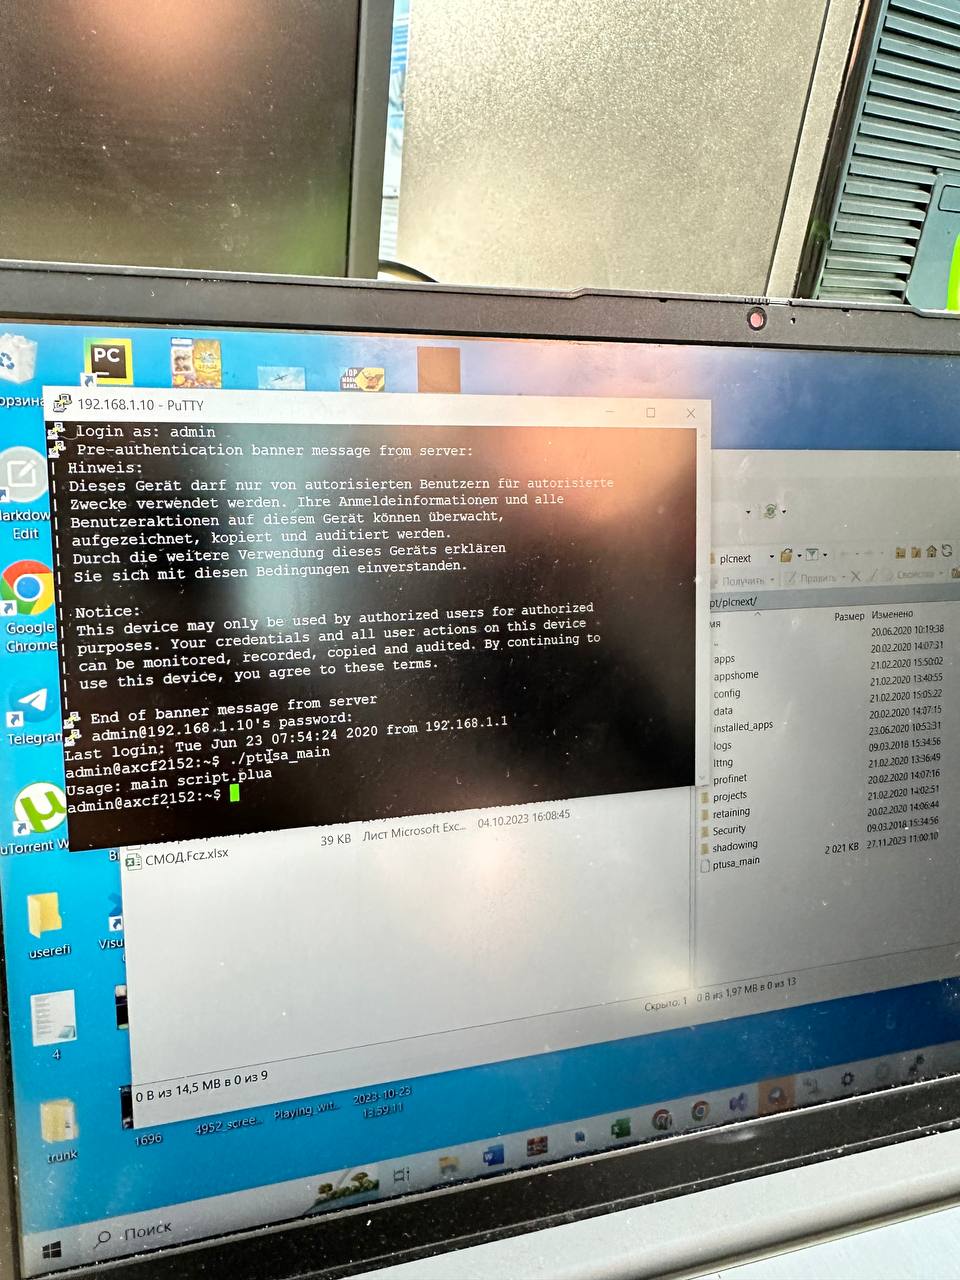 PC
192.168.1.10 - PuTTY
login as: admin
Pre-authentication banner message from server:
| Hinweis:
| Dieses Gerät darf nur von autorisierten Benutzern für autorisierte
| Zwecke verwendet werden. Ihre Anmeldeinformationen und alle
| Benutzeraktionen auf diesem Gerät können überwacht,
| aufgezeichnet, kopiert und auditiert werden.
| Durch die weitere Verwendung dieses Geräts erklären
| Sie sich mit diesen Bedingungen einverstanden.
|
| Notice:
| This device may only be used by authorized users for authorized
| purposes. Your credentials and all user actions on this device
| can be monitored, recorded, copied and audited. By continuing to
| use this device, you agree to these terms.
|
End of banner message from server
admin@192.168.1.10's password:
Last login: Tue Jun 23 07:54:24 2020 from 192.168.1.1
admin@axcf2152:~$ ./ptusa_main
Usage: main script.plua
admin@axcf2152:~$
орзина
arkdow
Edit
Google
Chrome
Telegram
uTorrent W
userefi
4
trunk
Visu
39 KB Лист Microsoft Exc... 04.10.2023 16:08:45
СМОД.Fcz.xlsx
0 B из 14,5 MB в 0 из 9
plcnext
Получить
Править
Свойства
pt/plcnext/
мя Размер Изменено
.. 20.06.2020 10:19:38
apps 20.02.2020 14:07:31
appshome 21.02.2020 15:50:02
config 21.02.2020 13:40:55
data 21.02.2020 15:05:22
installed_apps 20.02.2020 14:07:15
logs 23.06.2020 10:53:31
lttng 09.03.2018 15:34:56
profinet 21.02.2020 13:36:49
projects 20.02.2020 14:07:16
retaining 21.02.2020 14:02:51
Security 20.02.2020 14:06:44
shadowing 09.03.2018 15:34:56
ptusa_main 2 021 KB 27.11.2023 11:00:10
Скрыто: 1 0 B из 1,97 MB в 0 из 13
1696
4952_scree...
Playing_wit...
2023-10-23
13.59.11
Поиск